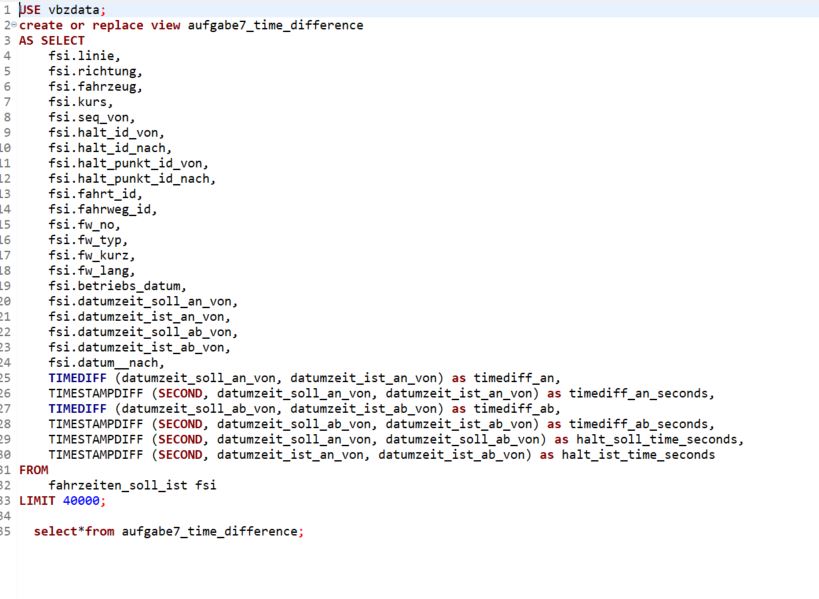 1 USE vbzdata;
2 create or replace view aufgabe7_time_difference
3 AS SELECT
4 fsi.linie,
5 fsi.richtung,
6 fsi.fahrzeug,
7 fsi.kurs,
8 fsi.seq_von,
9 fsi.halt_id_von,
10 fsi.halt_id_nach,
11 fsi.halt_punkt_id_von,
12 fsi.halt_punkt_id_nach,
13 fsi.fahrt_id,
14 fsi.fahrweg_id,
15 fsi.fw_no,
16 fsi.fw_typ,
17 fsi.fw_kurz,
18 fsi.fw_lang,
19 fsi.betriebs_datum,
20 fsi.datumzeit_soll_an_von,
21 fsi.datumzeit_ist_an_von,
22 fsi.datumzeit_soll_ab_von,
23 fsi.datumzeit_ist_ab_von,
24 fsi.datum__nach,
25 TIMEDIFF (datumzeit_soll_an_von, datumzeit_ist_an_von) as timediff_an,
26 TIMESTAMPDIFF (SECOND, datumzeit_soll_an_von, datumzeit_ist_an_von) as timediff_an_seconds,
27 TIMEDIFF (datumzeit_soll_ab_von, datumzeit_ist_ab_von) as timediff_ab,
28 TIMESTAMPDIFF (SECOND, datumzeit_soll_ab_von, datumzeit_ist_ab_von) as timediff_ab_seconds,
29 TIMESTAMPDIFF (SECOND, datumzeit_soll_an_von, datumzeit_soll_ab_von) as halt_soll_time_seconds,
30 TIMESTAMPDIFF (SECOND, datumzeit_ist_an_von, datumzeit_ist_ab_von) as halt_ist_time_seconds
31 FROM
32 fahrzeiten_soll_ist fsi
33 LIMIT 40000;
34
35 select*from aufgabe7_time_difference;